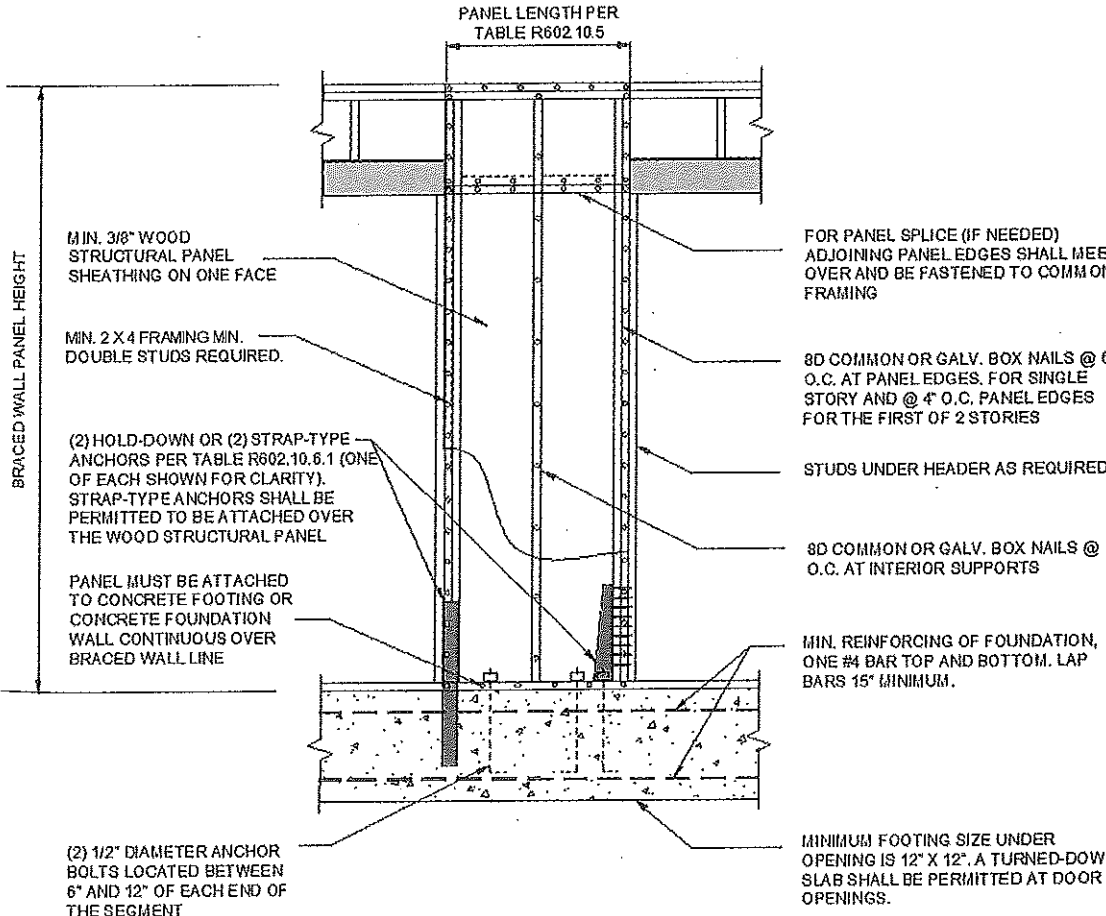 PANEL LENGTH PER
TABLE R602.10.5
BRACED WALL PANEL HEIGHT
MIN. 3/8" WOOD
STRUCTURAL PANEL
SHEATHING ON ONE FACE
MIN. 2 X 4 FRAMING MIN.
DOUBLE STUDS REQUIRED.
(2) HOLD-DOWN OR (2) STRAP-TYPE
ANCHORS PER TABLE R602.10.6.1 (ONE
OF EACH SHOWN FOR CLARITY).
STRAP-TYPE ANCHORS SHALL BE
PERMITTED TO BE ATTACHED OVER
THE WOOD STRUCTURAL PANEL
PANEL MUST BE ATTACHED
TO CONCRETE FOOTING OR
CONCRETE FOUNDATION
WALL CONTINUOUS OVER
BRACED WALL LINE
(2) 1/2" DIAMETER ANCHOR
BOLTS LOCATED BETWEEN
6" AND 12" OF EACH END OF
THE SEGMENT
FOR PANEL SPLICE (IF NEEDED)
ADJOINING PANEL EDGES SHALL MEE
OVER AND BE FASTENED TO COMMON
FRAMING
8D COMMON OR GALV. BOX NAILS @ 6
O.C. AT PANEL EDGES. FOR SINGLE
STORY AND @ 4" O.C. PANEL EDGES
FOR THE FIRST OF 2 STORIES
STUDS UNDER HEADER AS REQUIRED
8D COMMON OR GALV. BOX NAILS @
O.C. AT INTERIOR SUPPORTS
MIN. REINFORCING OF FOUNDATION,
ONE #4 BAR TOP AND BOTTOM. LAP
BARS 15" MINIMUM.
MINIMUM FOOTING SIZE UNDER
OPENING IS 12" X 12". A TURNED-DOW
SLAB SHALL BE PERMITTED AT DOOR
OPENINGS.